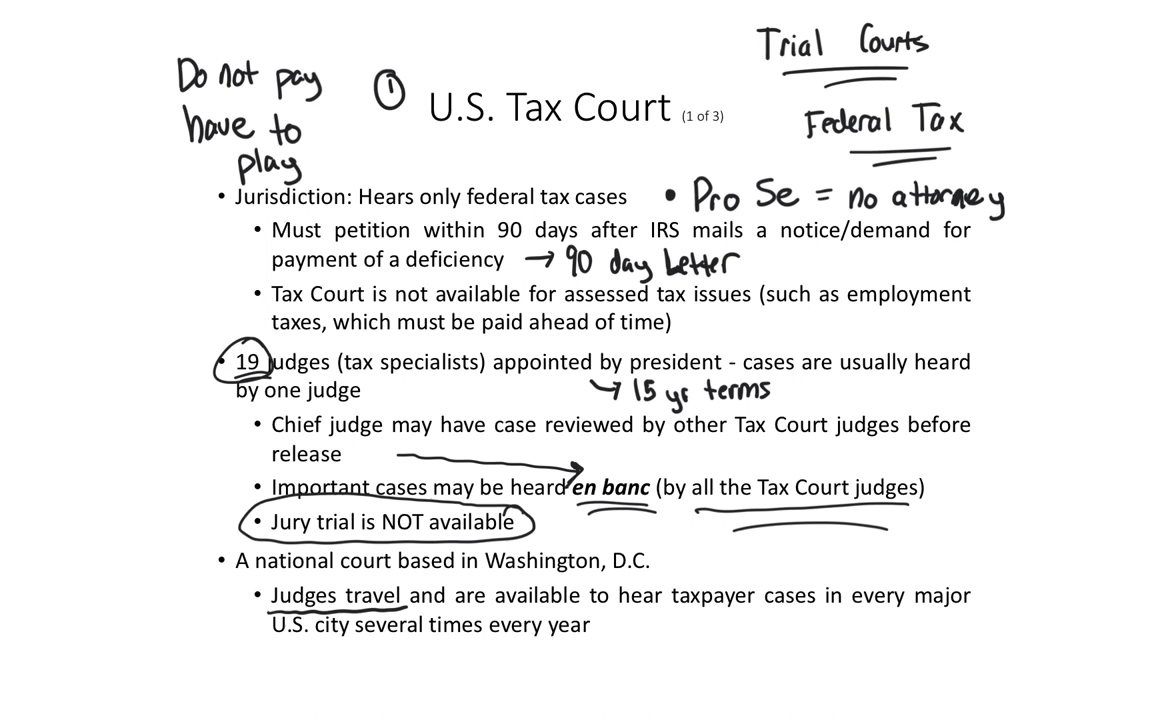 Trial Courts
Do not pay
have to
play
① U.S. Tax Court (1 of 3)
Federal Tax
• Jurisdiction: Hears only federal tax cases
• Pro Se = no attorney
• Must petition within 90 days after IRS mails a notice/demand for
payment of a deficiency → 90 day Letter
• Tax Court is not available for assessed tax issues (such as employment
taxes, which must be paid ahead of time)
• 19 judges (tax specialists) appointed by president - cases are usually heard
by one judge
↳ 15 yr terms
• Chief judge may have case reviewed by other Tax Court judges before
release
• Important cases may be heard en banc (by all the Tax Court judges)
• Jury trial is NOT available
• A national court based in Washington, D.C.
• Judges travel and are available to hear taxpayer cases in every major
U.S. city several times every year